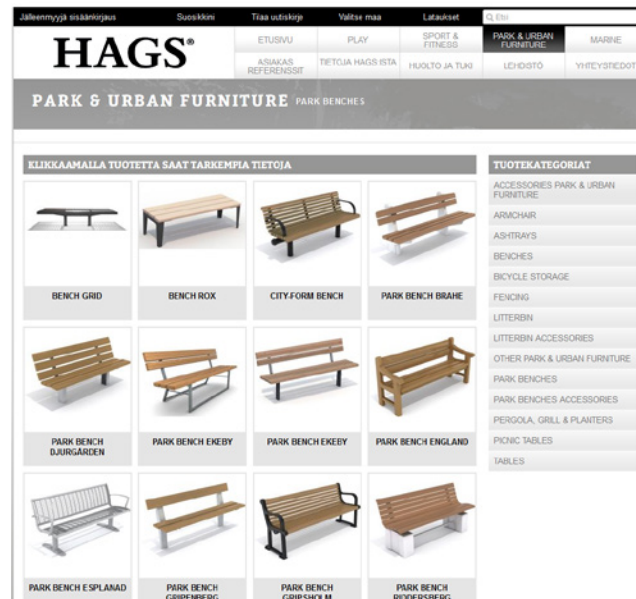 Jälleenmyyjä sisäänkirjaus Suosikkini Tilaa uutiskirje Valitse maa Lataukset Etsi
HAGS®
ETUSIVU PLAY SPORT & FITNESS PARK & URBAN FURNITURE MARINE
ASIAKAS REFERENSSIT TIETOJA HAGS:ISTA HUOLTO JA TUKI LEHDISTÖ YHTEYSTIEDOT
PARK & URBAN FURNITURE PARK BENCHES
KLIKKAAMALLA TUOTETTA SAAT TARKEMPIA TIETOJA
BENCH GRID BENCH ROX CITY-FORM BENCH PARK BENCH BRAHE
PARK BENCH DJURGÅRDEN PARK BENCH EKEBY PARK BENCH EKEBY PARK BENCH ENGLAND
PARK BENCH ESPLANAD PARK BENCH GRIPENBERG PARK BENCH GRIPSHOLM PARK BENCH RIDDERSBERG
TUOTEKATEGORIAT
ACCESSORIES PARK & URBAN
FURNITURE
ARMCHAIR
ASHTRAYS
BENCHES
BICYCLE STORAGE
FENCING
LITTERBIN
LITTERBIN ACCESSORIES
OTHER PARK & URBAN FURNITURE
PARK BENCHES
PARK BENCHES ACCESSORIES
PERGOLA, GRILL & PLANTERS
PICNIC TABLES
TABLES